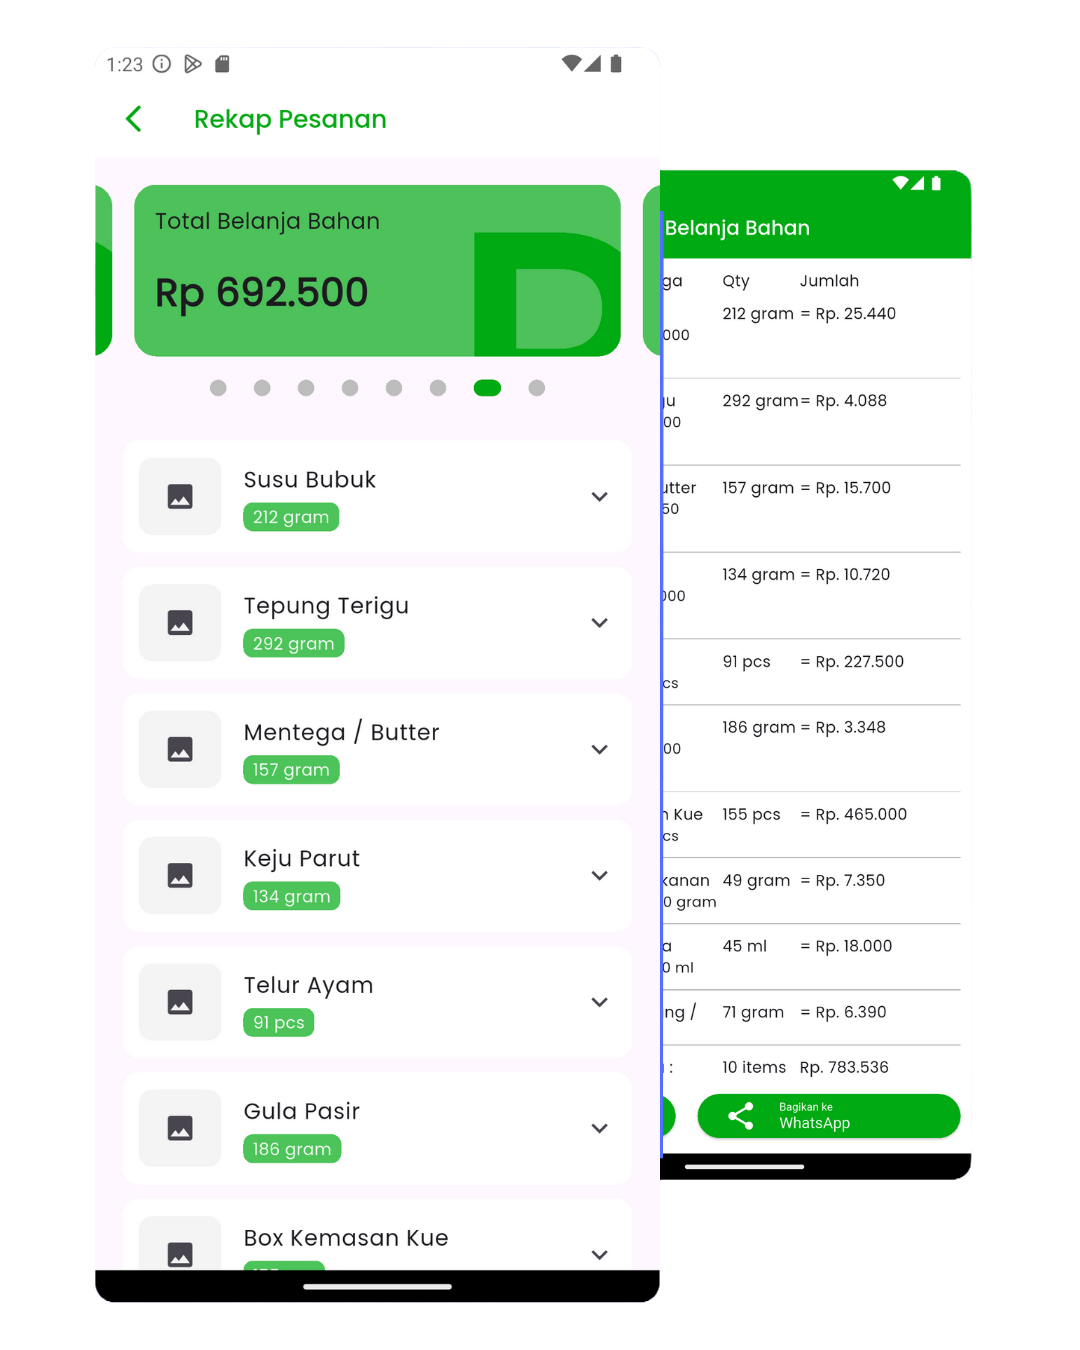 1:23
Rekap Pesanan
Total Belanja Bahan
Rp 692.500
Susu Bubuk
212 gram
Tepung Terigu
292 gram
Mentega / Butter
157 gram
Keju Parut
134 gram
Telur Ayam
91 pcs
Gula Pasir
186 gram
Box Kemasan Kue
Belanja Bahan
ga Qty Jumlah
212 gram = Rp. 25.440
000
292 gram = Rp. 4.088
00
utter 157 gram = Rp. 15.700
50
134 gram = Rp. 10.720
000
91 pcs = Rp. 227.500
cs
186 gram = Rp. 3.348
00
n Kue 155 pcs = Rp. 465.000
cs
kanan 49 gram = Rp. 7.350
0 gram
a 45 ml = Rp. 18.000
0 ml
ng / 71 gram = Rp. 6.390
: 10 items Rp. 783.536
Bagikan ke
WhatsApp